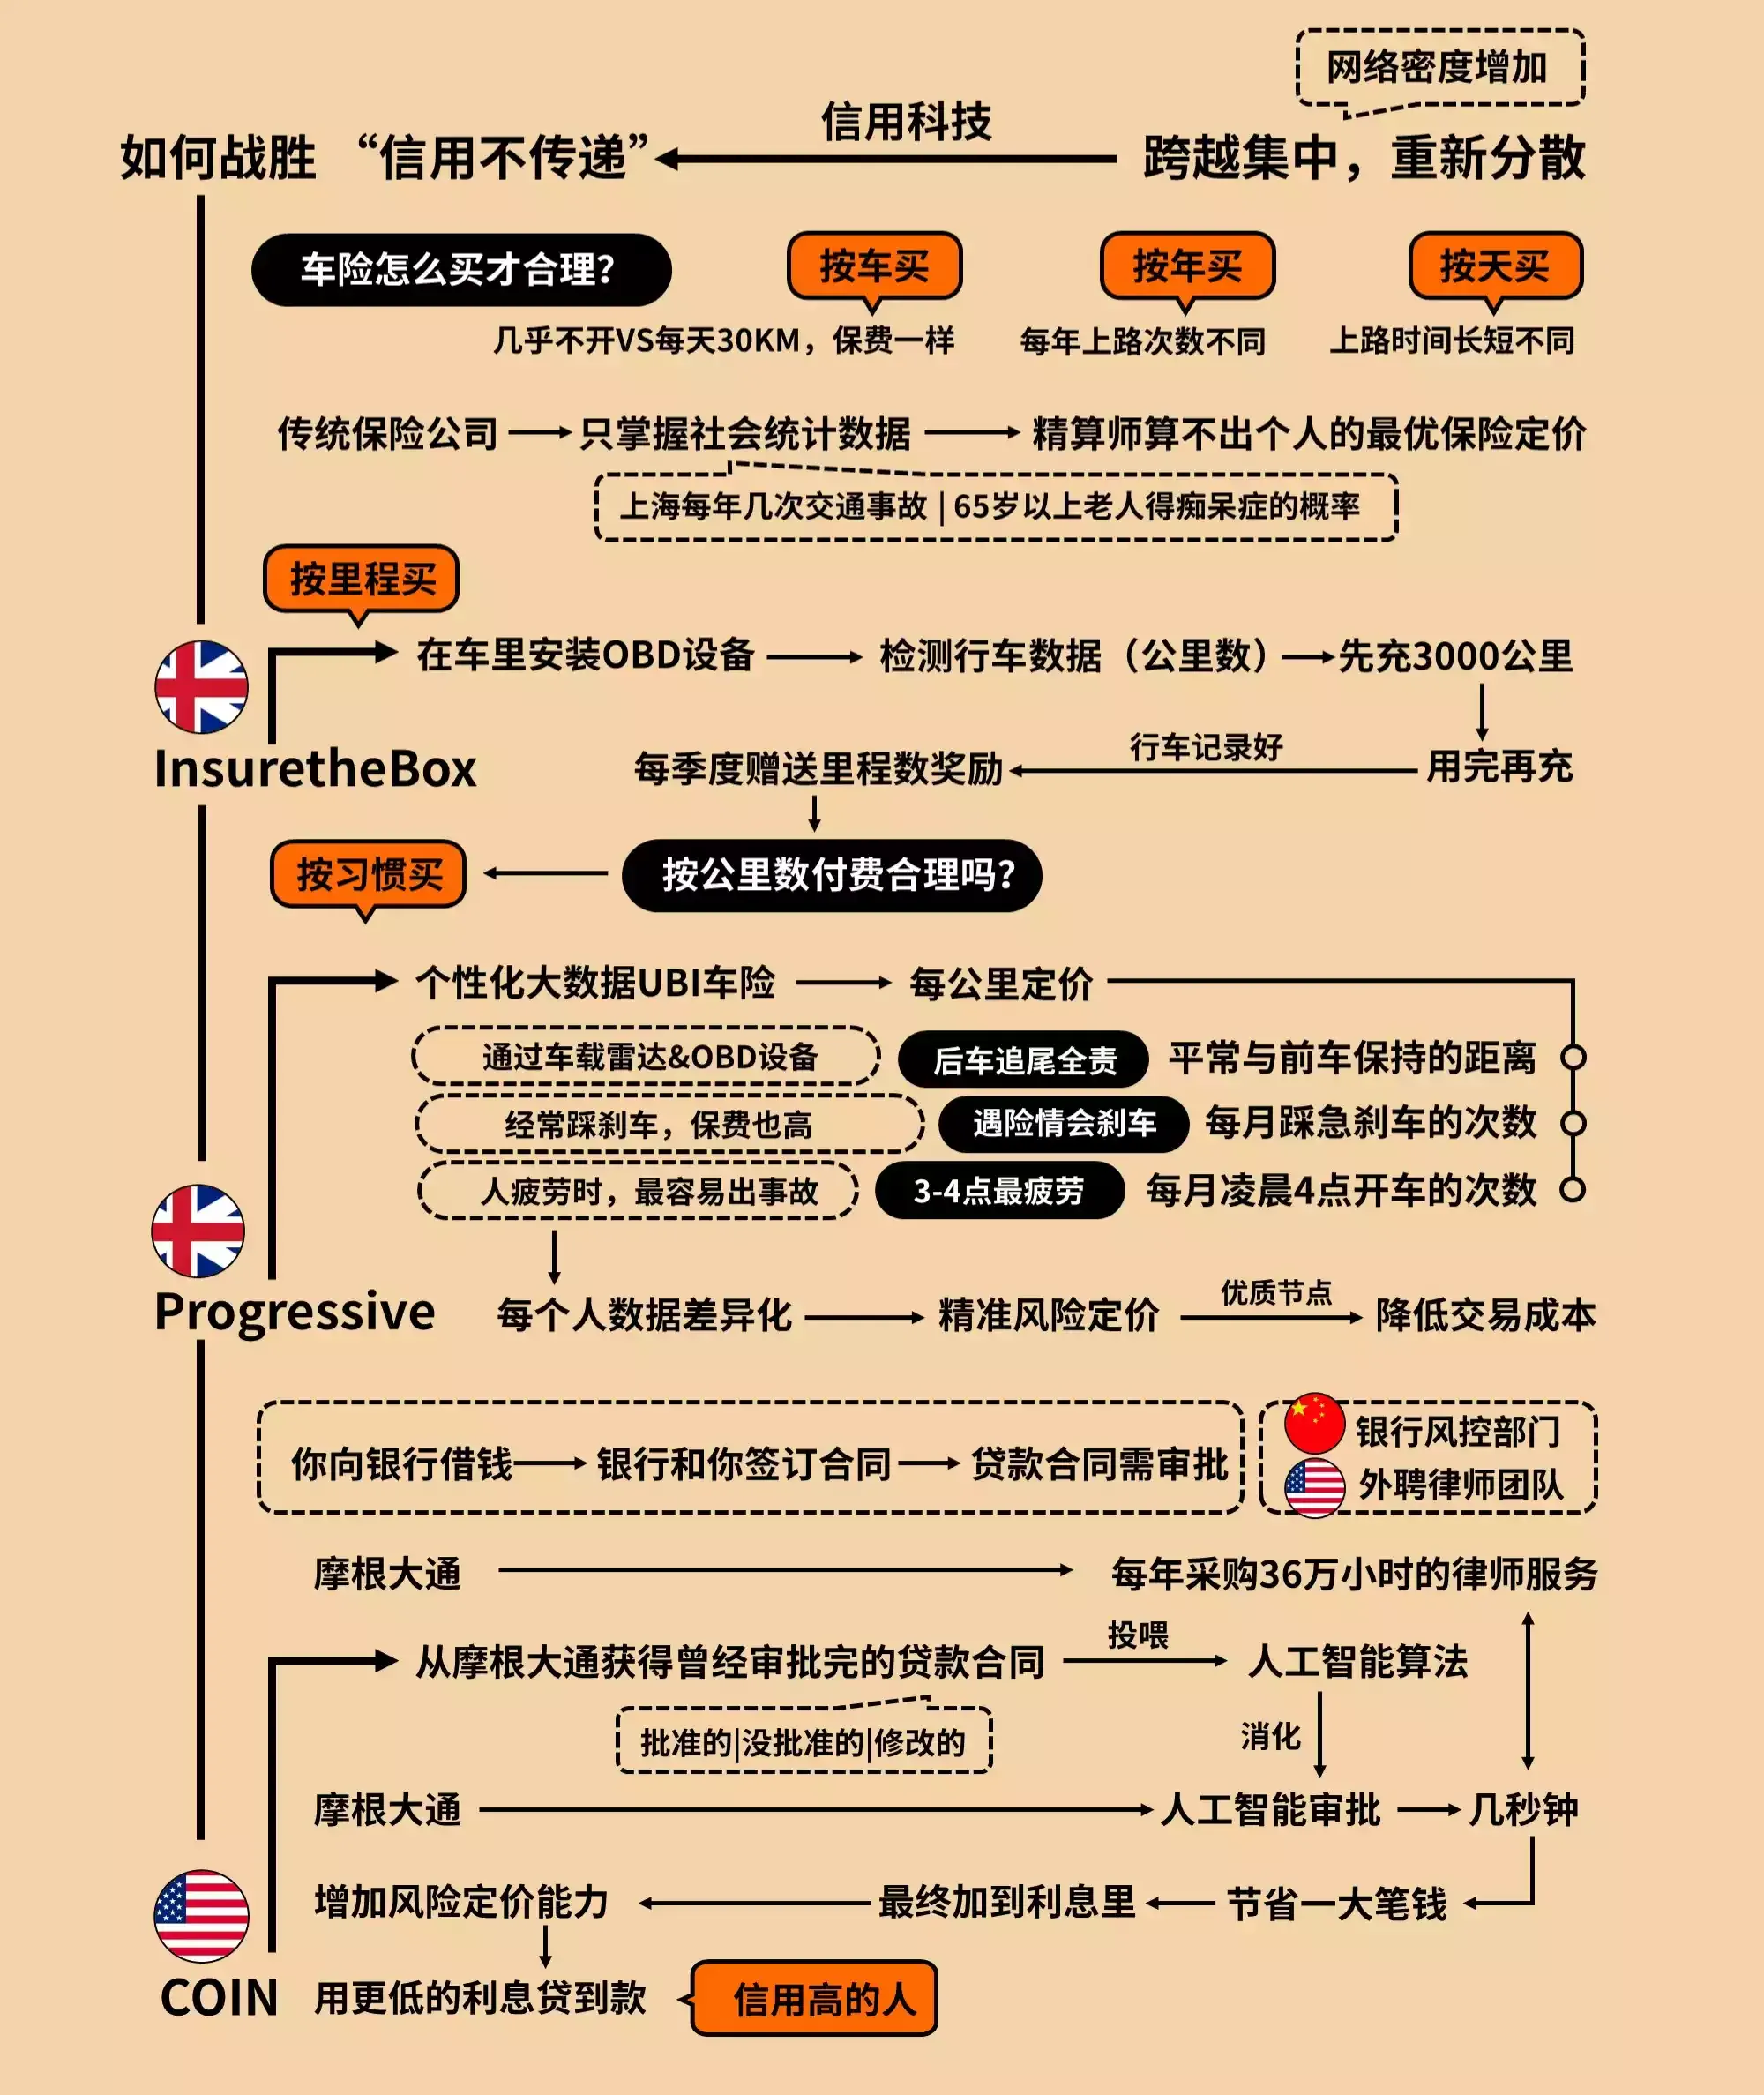 网络密度增加
信用科技
如何战胜 “信用不传递”
跨越集中，重新分散
车险怎么买才合理?
按车买
按年买
按天买
几乎不开VS每天30KM，保费一样
每年上路次数不同
上路时间长短不同
传统保险公司
只掌握社会统计数据
精算师算不出个人的最优保险定价
上海每年几次交通事故 | 65岁以上老人得痴呆症的概率
按里程买
在车里安装OBD设备
检测行车数据（公里数）
先充3000公里
InsuretheBox
每季度赠送里程数奖励
行车记录好
用完再充
按习惯买
按公里数付费合理吗?
个性化大数据UBI车险
每公里定价
通过车载雷达&OBD设备
后车追尾全责
平常与前车保持的距离
经常踩刹车，保费也高
遇险情会刹车
每月踩急刹车的次数
人疲劳时，最容易出事故
3-4点最疲劳
每月凌晨4点开车的次数
Progressive
每个人数据差异化
精准风险定价
优质节点
降低交易成本
你向银行借钱
银行和你签订合同
贷款合同需审批
银行风控部门
外聘律师团队
摩根大通
每年采购36万小时的律师服务
从摩根大通获得曾经审批完的贷款合同
投喂
人工智能算法
批准的|没批准的|修改的
消化
摩根大通
人工智能审批
几秒钟
增加风险定价能力
最终加到利息里
节省一大笔钱
COIN
用更低的利息贷到款
信用高的人